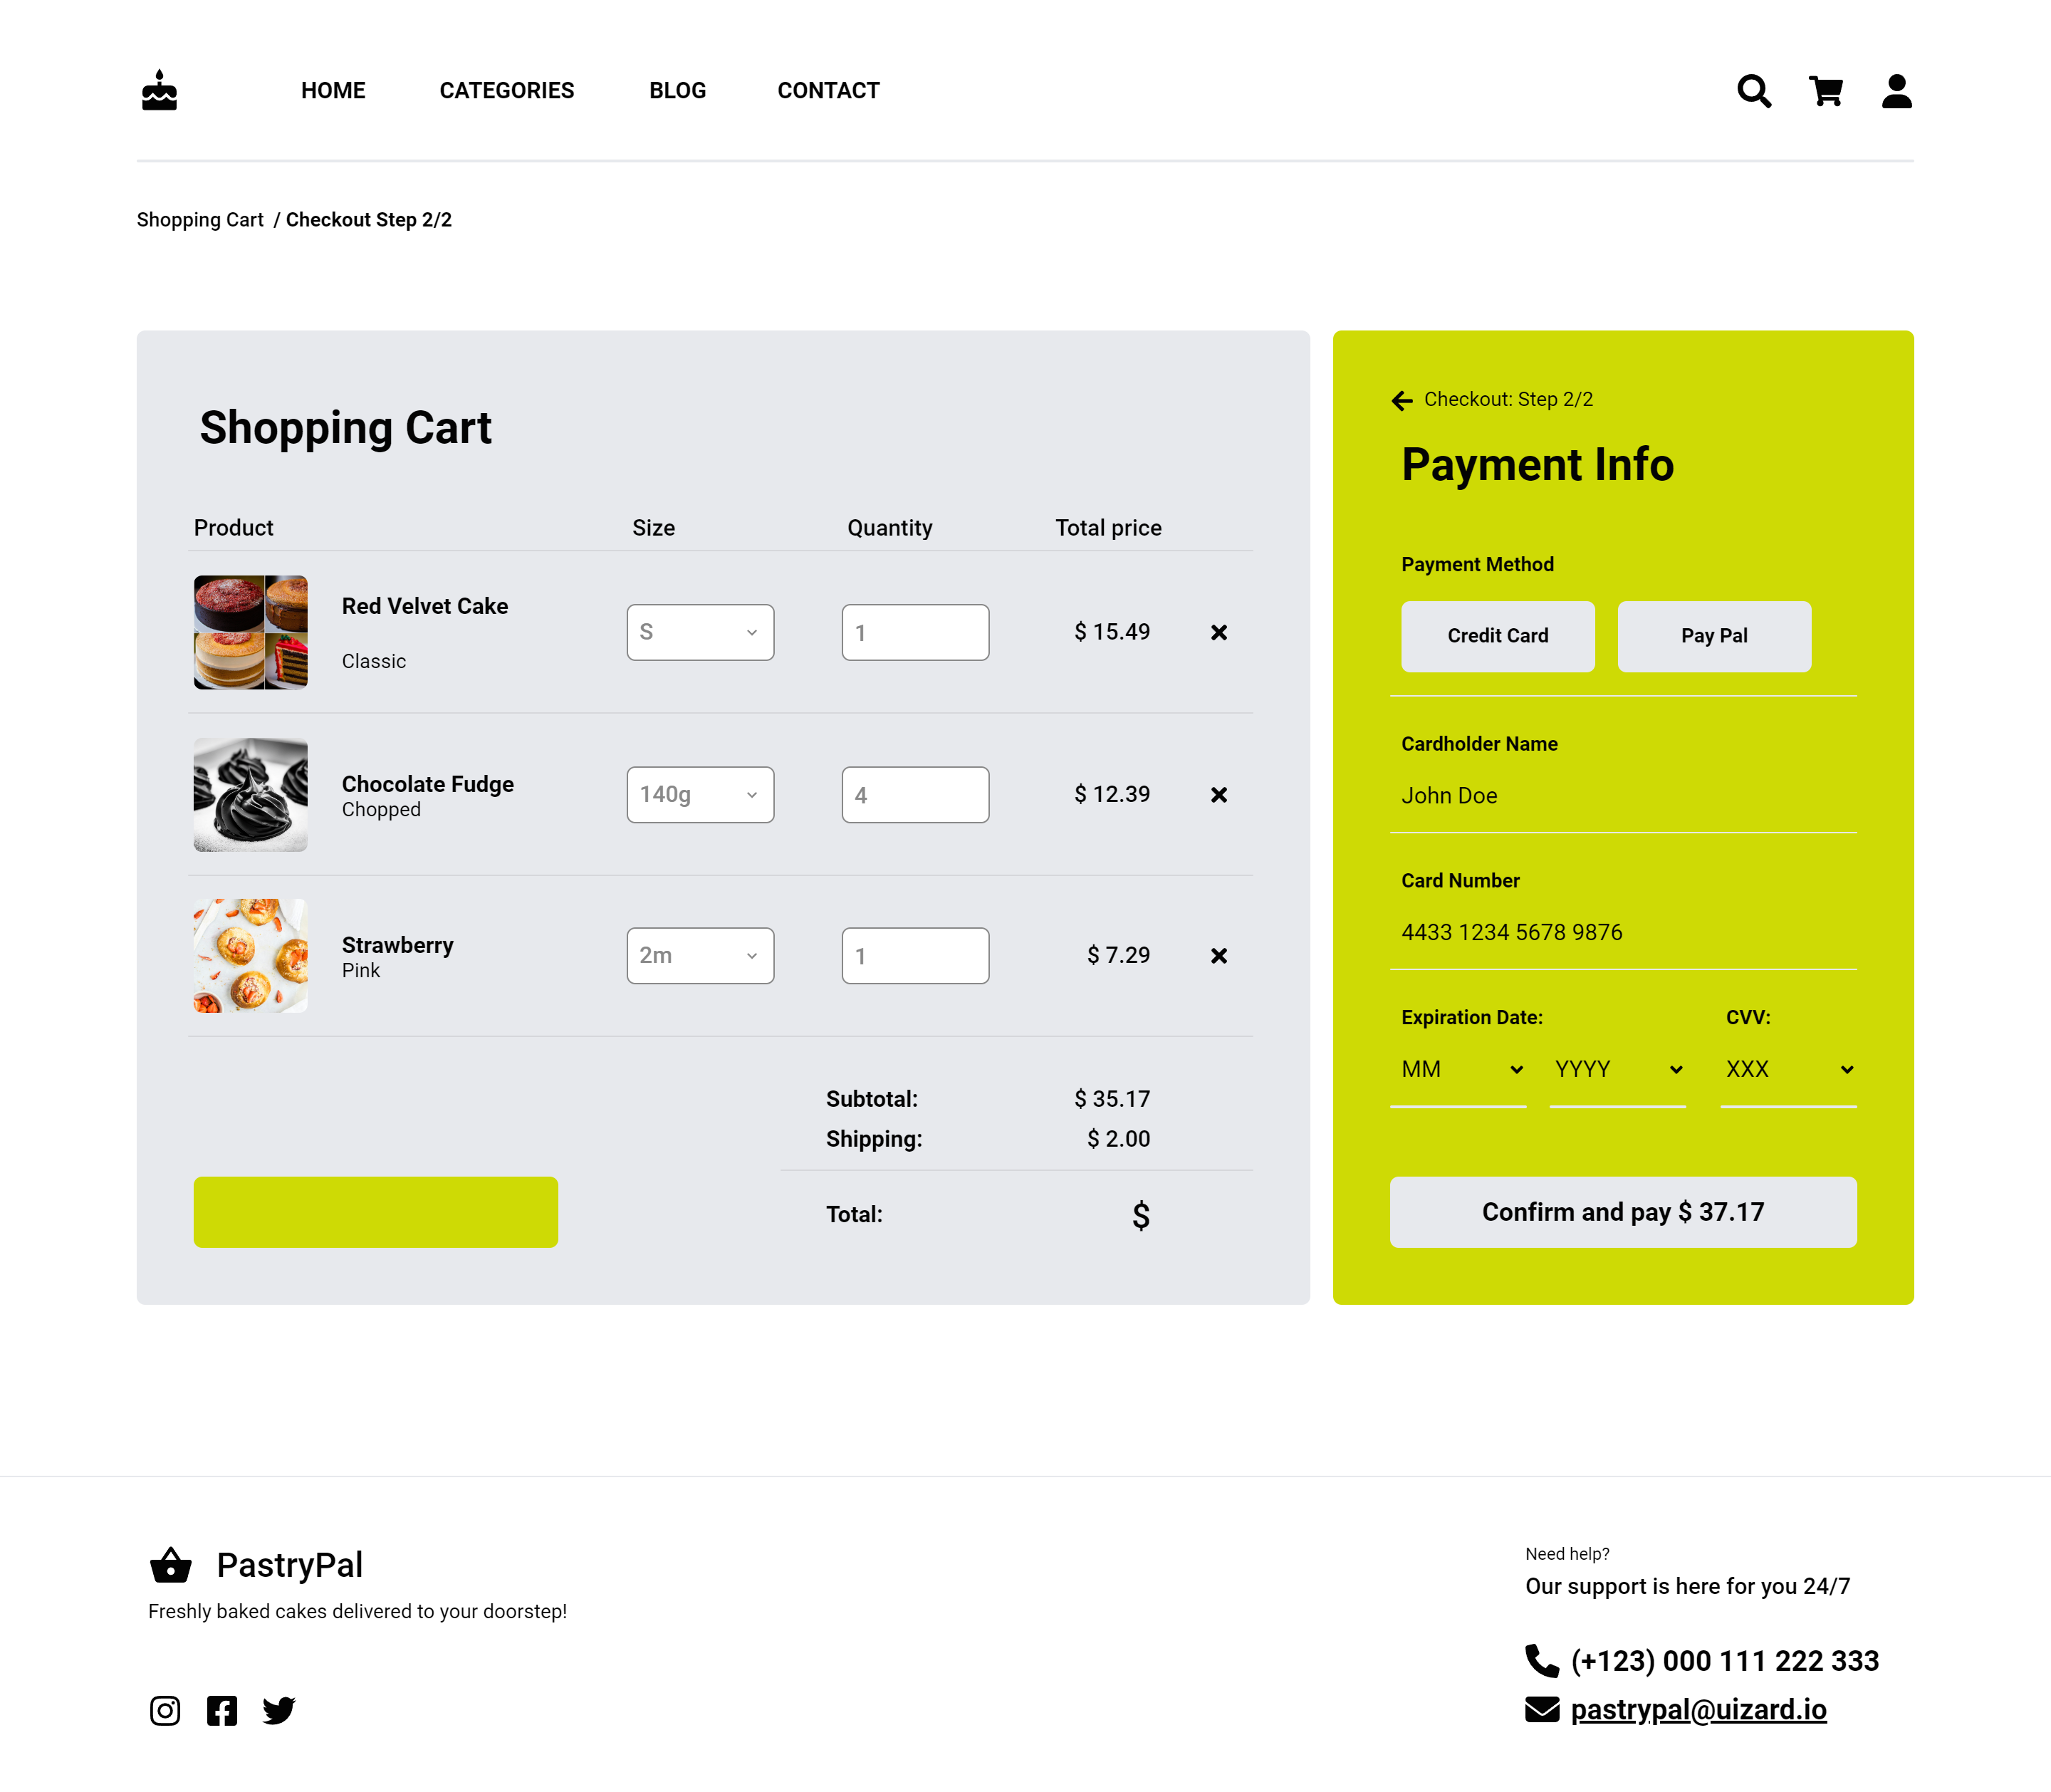 HOME CATEGORIES BLOG CONTACT
Shopping Cart / Checkout Step 2/2
Shopping Cart
Product Size Quantity Total price
Red Velvet Cake
Classic
S 1 $ 15.49
Chocolate Fudge
Chopped
140g 4 $ 12.39
Strawberry
Pink
2m 1 $ 7.29
Subtotal: $ 35.17
Shipping: $ 2.00
Total: $
Checkout: Step 2/2
Payment Info
Payment Method
Credit Card Pay Pal
Cardholder Name
John Doe
Card Number
4433 1234 5678 9876
Expiration Date: CVV:
MM YYYY XXX
Confirm and pay $ 37.17
PastryPal
Freshly baked cakes delivered to your doorstep!
Need help?
Our support is here for you 24/7
(+123) 000 111 222 333
pastrypal@uizard.io